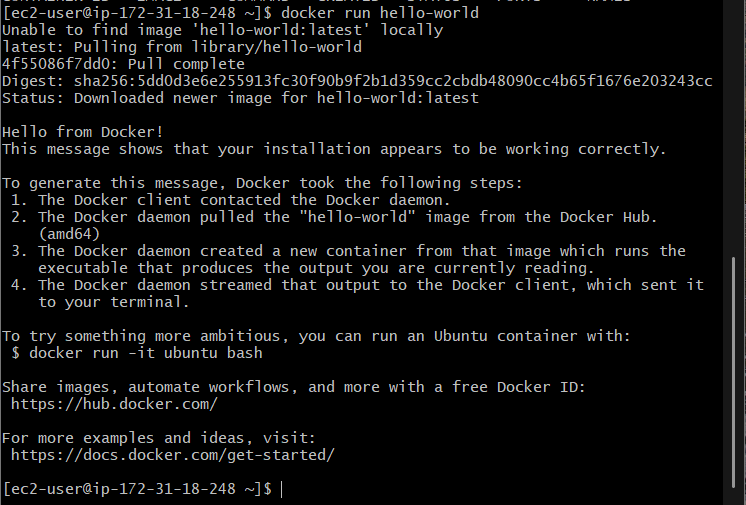 [ec2-user@ip-172-31-18-248 ~]$ docker run hello-world
Unable to find image 'hello-world:latest' locally
latest: Pulling from library/hello-world
4f55086f7dd0: Pull complete
Digest: sha256:5dd0d3e6e255913fc30f90b9f2b1d359cc2cbdb48090cc4b65f1676e203243cc
Status: Downloaded newer image for hello-world:latest

Hello from Docker!
This message shows that your installation appears to be working correctly.

To generate this message, Docker took the following steps:
 1. The Docker client contacted the Docker daemon.
 2. The Docker daemon pulled the "hello-world" image from the Docker Hub.
    (amd64)
 3. The Docker daemon created a new container from that image which runs the
    executable that produces the output you are currently reading.
 4. The Docker daemon streamed that output to the Docker client, which sent it
    to your terminal.

To try something more ambitious, you can run an Ubuntu container with:
 $ docker run -it ubuntu bash

Share images, automate workflows, and more with a free Docker ID:
 https://hub.docker.com/

For more examples and ideas, visit:
 https://docs.docker.com/get-started/

[ec2-user@ip-172-31-18-248 ~]$